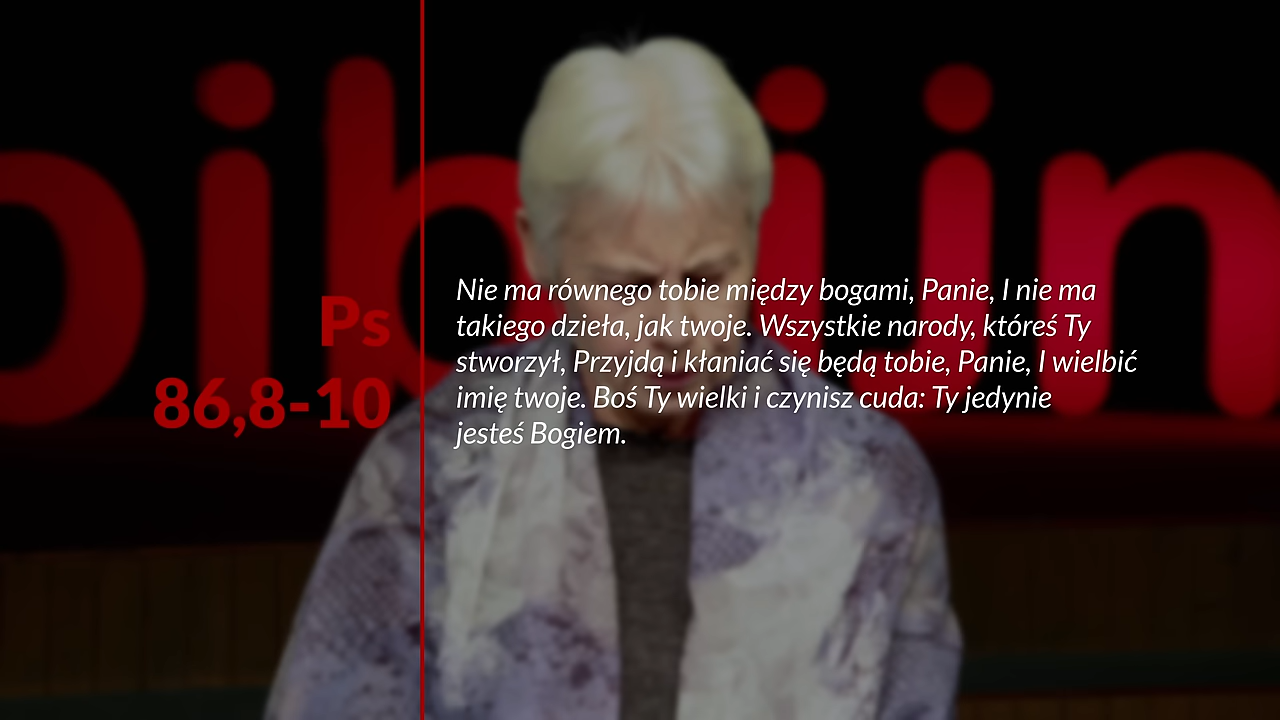 Ps
86,8-10
Nie ma równego tobie między bogami, Panie, I nie ma
takiego dzieła, jak twoje. Wszystkie narody, któreś Ty
stworzył, Przyjdą i kłaniać się będą tobie, Panie, I wielbić
imię twoje. Boś Ty wielki i czynisz cuda: Ty jedynie
jesteś Bogiem.